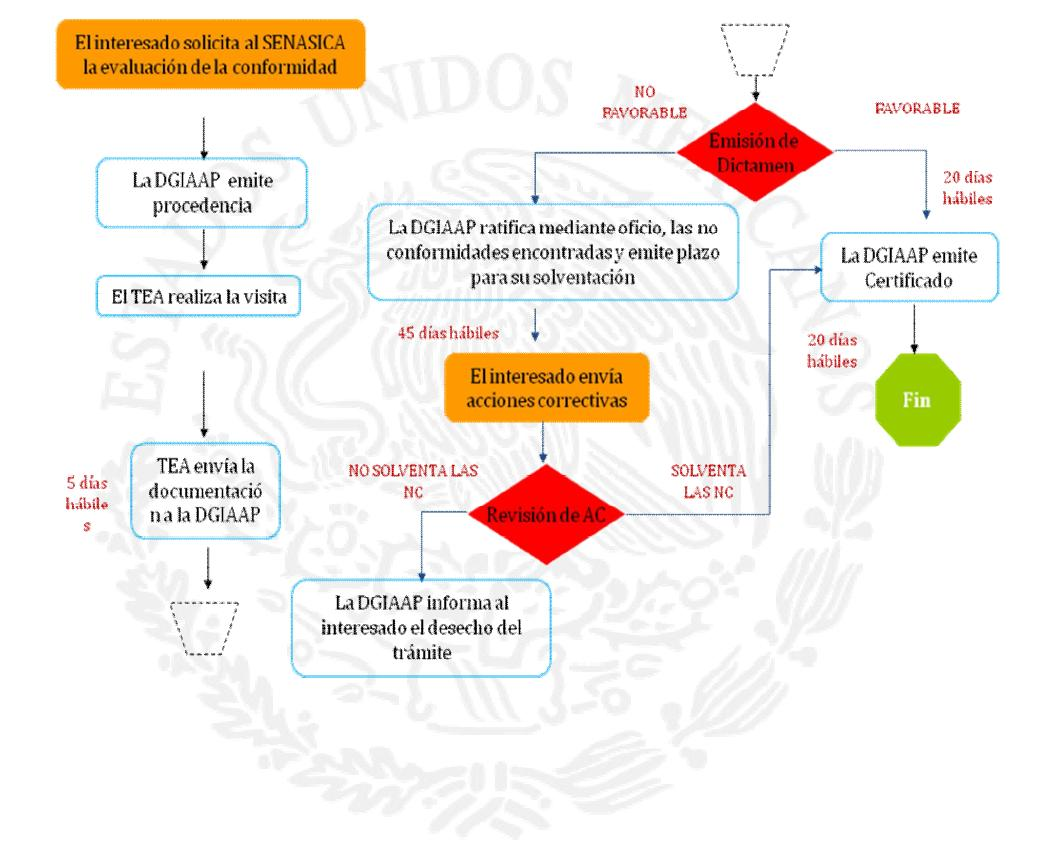 El interesado solicita al SENASICA
la evaluación de la conformidad
La DGIAAP emite
procedencia
El TEA realiza la visita
TEA envía la
documentació
n a la DGIAAP
5 días
hábile
s
Emisión de
Dictamen
NO
FAVORABLE
FAVORABLE
20 días
hábiles
La DGIAAP ratifica mediante oficio, las no
conformidades encontradas y emite plazo
para su solventación
La DGIAAP emite
Certificado
45 días hábiles
20 días
hábiles
El interesado envía
acciones correctivas
Fin
NO SOLVENTA LAS
NC
SOLVENTA
LAS NC
Revisión de AC
La DGIAAP informa al
interesado el desecho del
trámite
ESTADOS UNIDOS MEXICANOS